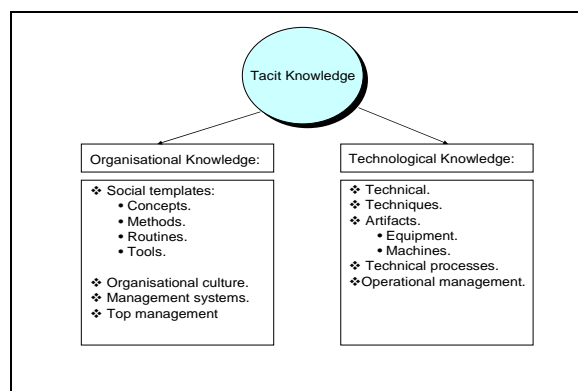 Tacit Knowledge
Organisational Knowledge:
❖ Social templates:
• Concepts.
• Methods.
• Routines.
• Tools.
❖ Organisational culture.
❖ Management systems.
❖ Top management
Technological Knowledge:
❖ Technical.
❖ Techniques.
❖ Artifacts.
• Equipment.
• Machines.
❖ Technical processes.
❖Operational management.